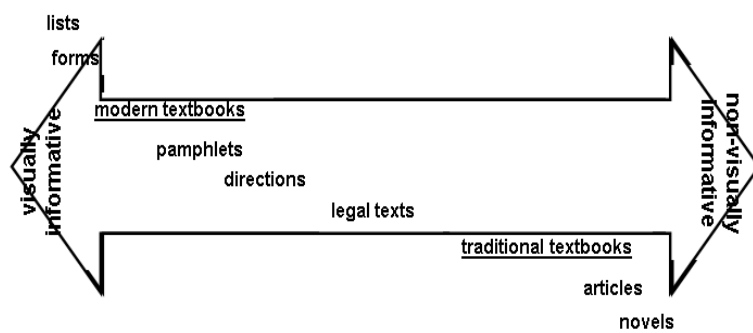 lists
forms
modern textbooks
visually
informative
pamphlets
directions
legal texts
non-visually
informative
traditional textbooks
articles
novels